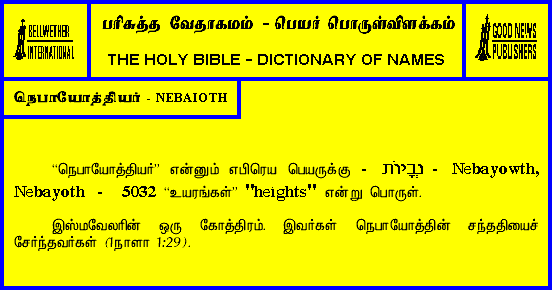 BELLWETHER
INTERNATIONAL
பரிசுத்த வேதாகமம் - பெயர் பொருள்விளக்கம்
THE HOLY BIBLE - DICTIONARY OF NAMES
GOOD NEWS
PUBLISHERS
நெபாயோத்தியர் - NEBAIOTH
“நெபாயோத்தியர்” என்னும் எபிரெய பெயருக்கு - נְבָיֹת - Nebayowth,
Nebayoth - 5032 “உயரங்கள்” "heights" என்று பொருள்.
இஸ்மவேலரின் ஒரு கோத்திரம். இவர்கள் நெபாயோத்தின் சந்ததியைச்
சேர்ந்தவர்கள் (1நாளா 1:29).